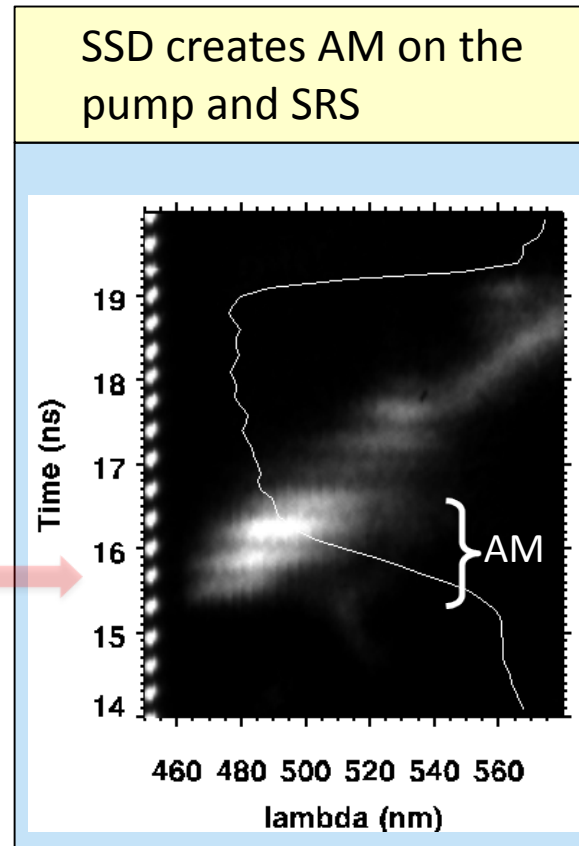 SSD creates AM on the
pump and SRS
19
18
17
16
15
14
Time (ns)
AM
460 480 500 520 540 560
lambda (nm)